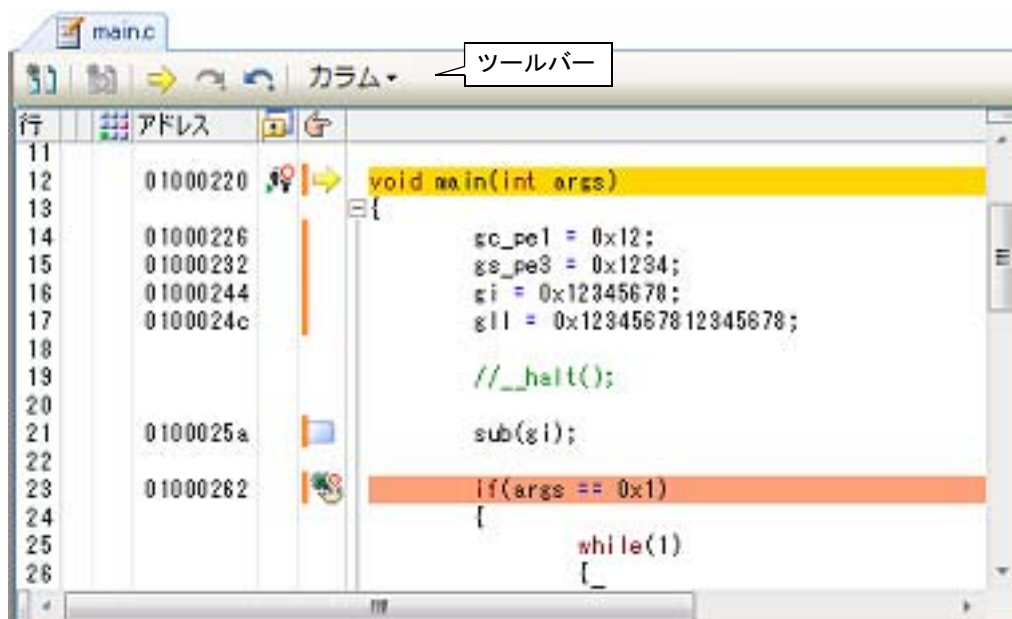 main.c
カラム
ツールバー
行 アドレス
11
12 01000220 void main(int args)
13 {
14 01000226 gc_pe1 = 0x12;
15 01000232 gs_pe3 = 0x1234;
16 01000244 gi = 0x12345678;
17 0100024c gll = 0x1234567812345678;
18
19 //__halt();
20
21 0100025a sub(gi);
22
23 01000262 if(args == 0x1)
24 {
25 while(1)
26 {_